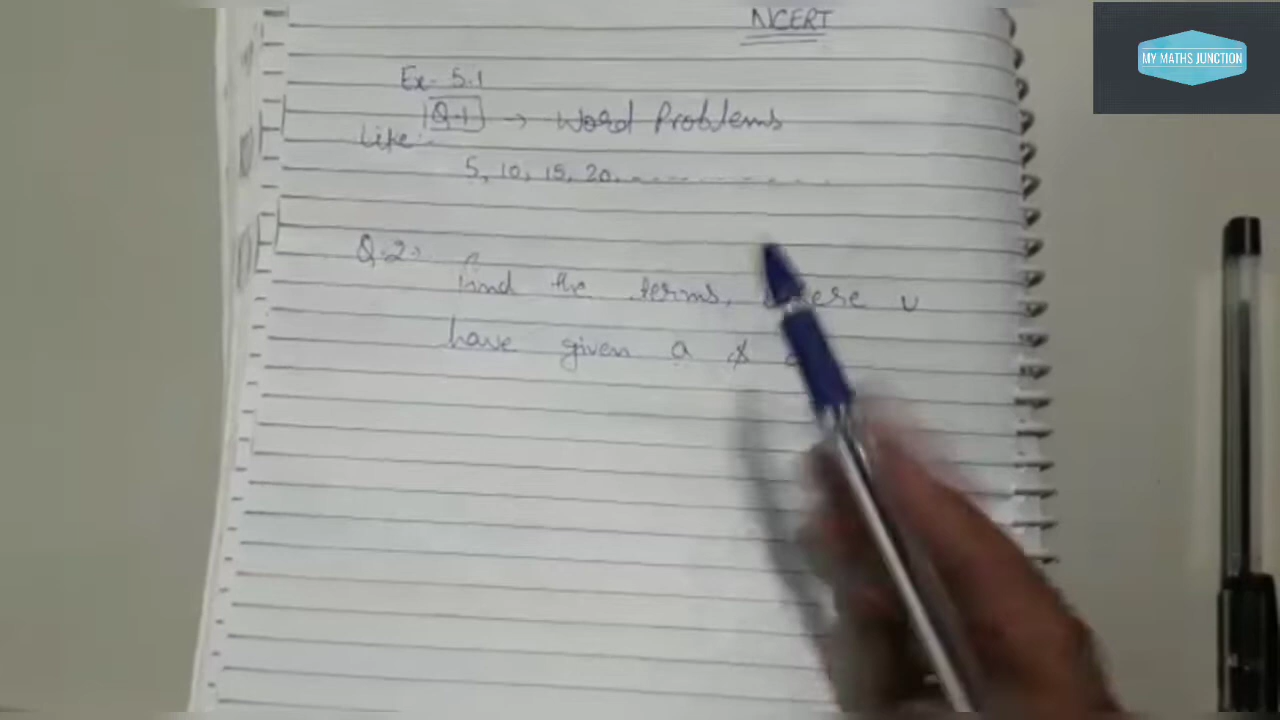 NCERT
MY MATHS JUNCTION
Ex- 5.1
Q.1 → Word Problems
Like:-
5, 10, 15, 20, - - - - - - - -
Q.2→
Find the terms, u
have given a &